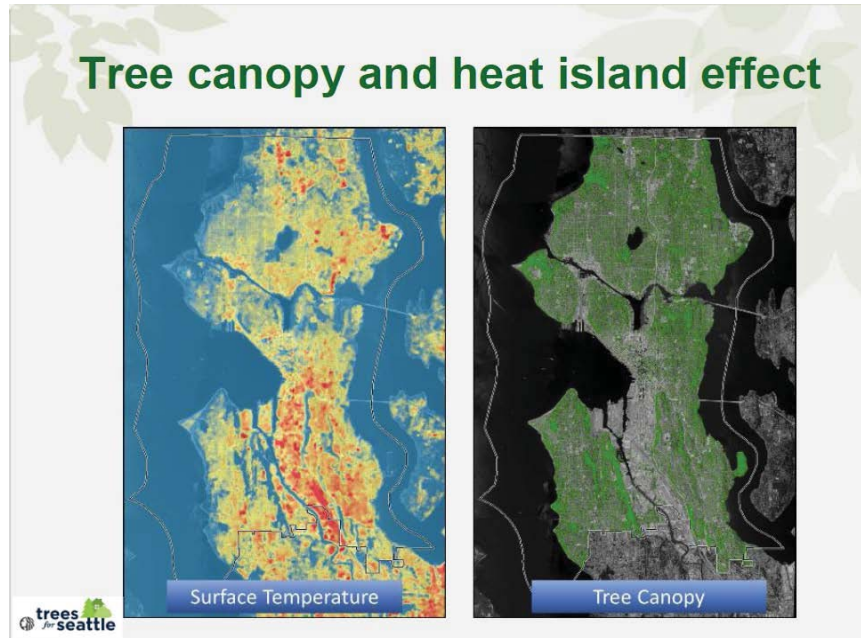 Tree canopy and heat island effect
Surface Temperature
Tree Canopy
trees
for seattle